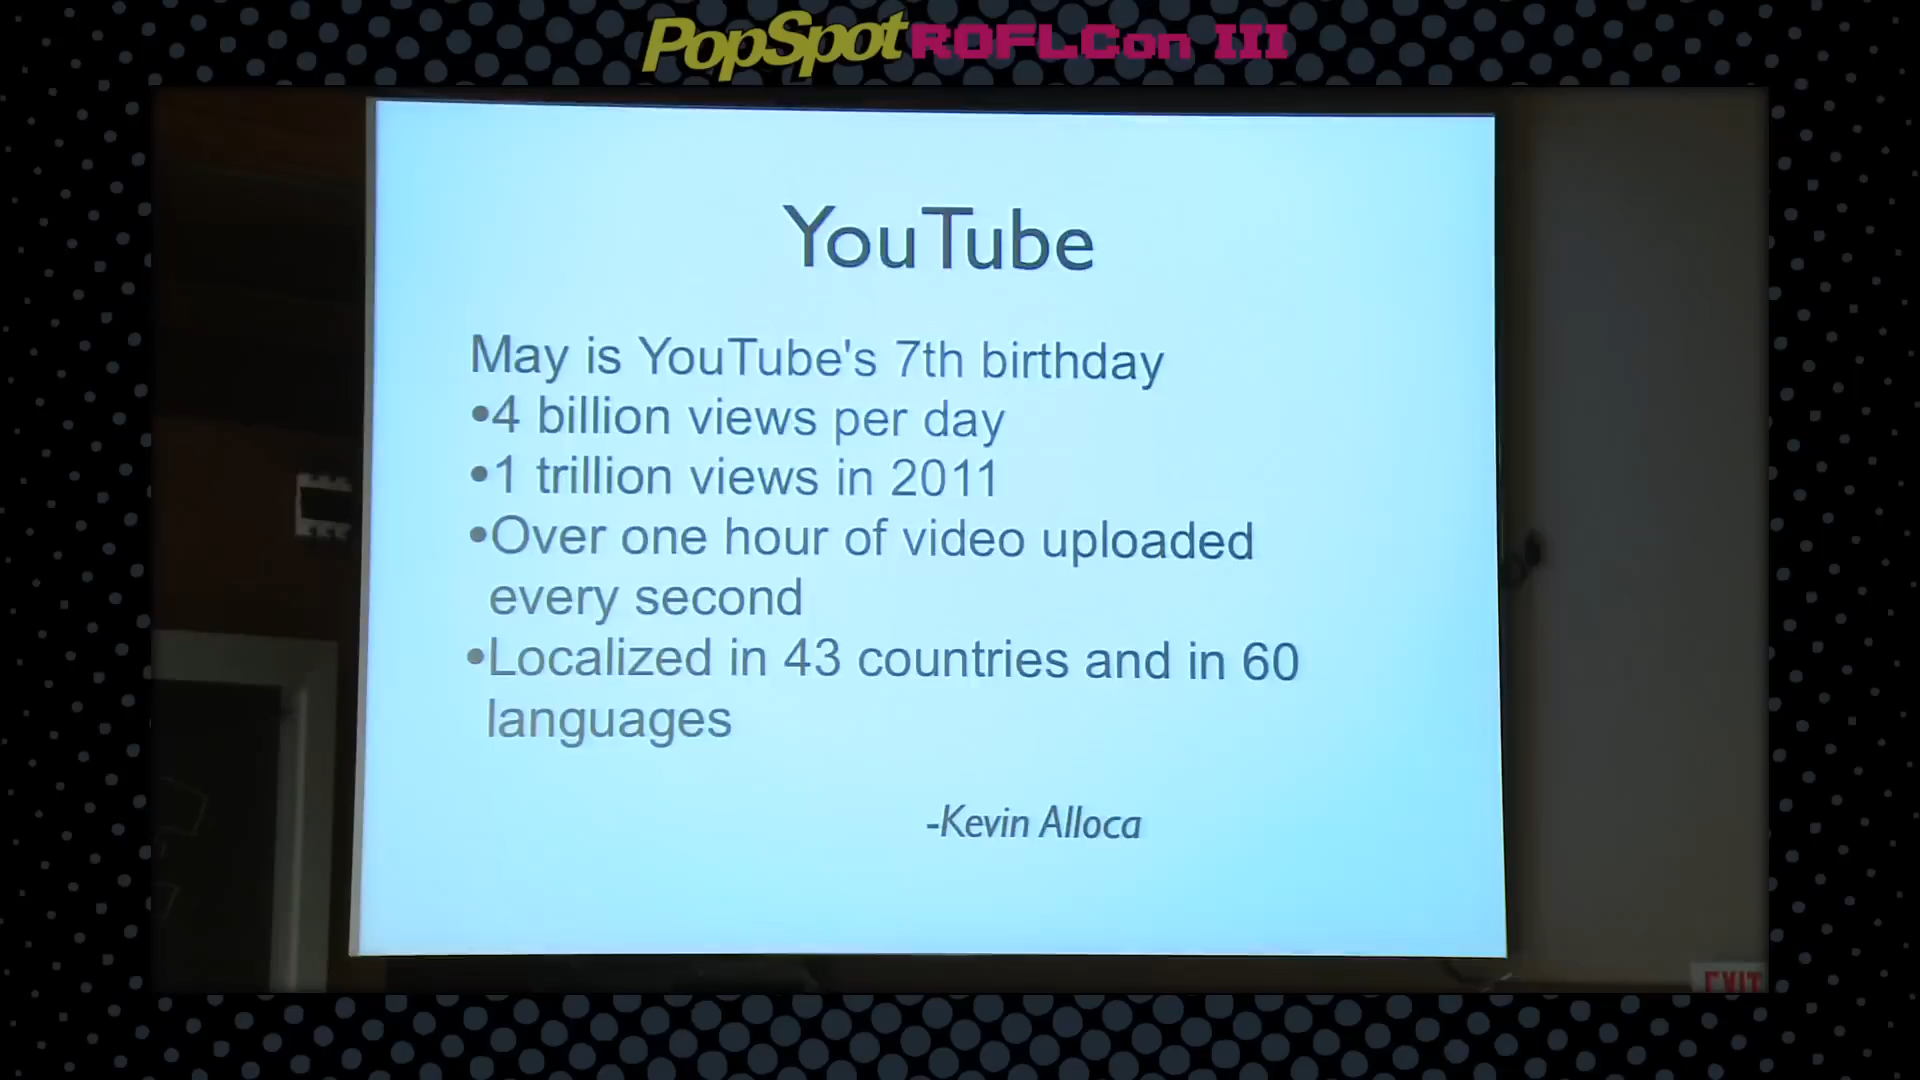 PopSpot ROFLCon III
YouTube
May is YouTube's 7th birthday
•4 billion views per day
•1 trillion views in 2011
•Over one hour of video uploaded
every second
•Localized in 43 countries and in 60
languages
-Kevin Alloca
EXIT